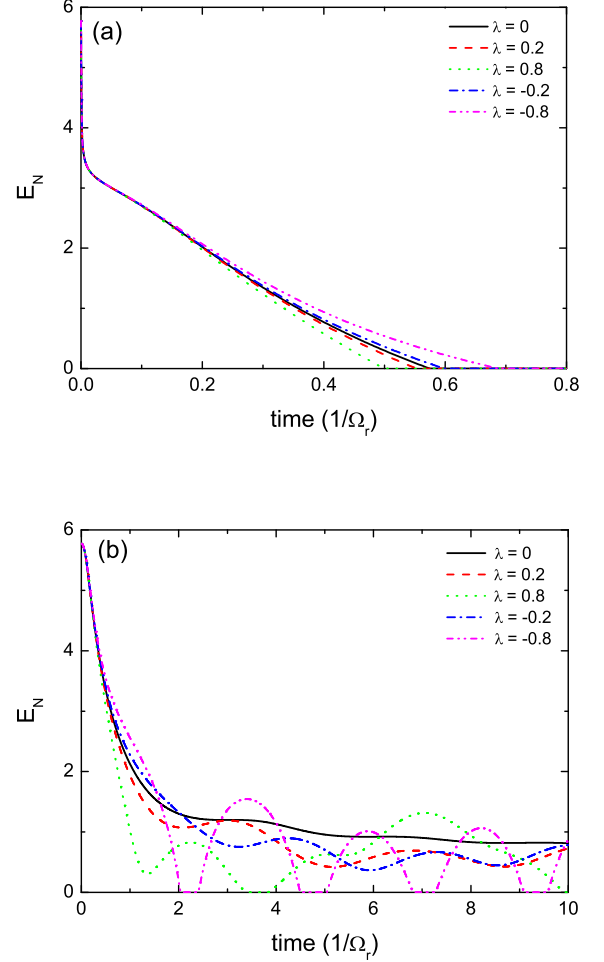 (a)
λ = 0
λ = 0.2
λ = 0.8
λ = -0.2
λ = -0.8
6
4
2
0
E_N
0.0 0.2 0.4 0.6 0.8
time (1/Ω_r)
(b)
λ = 0
λ = 0.2
λ = 0.8
λ = -0.2
λ = -0.8
6
4
2
0
E_N
0 2 4 6 8 10
time (1/Ω_r)